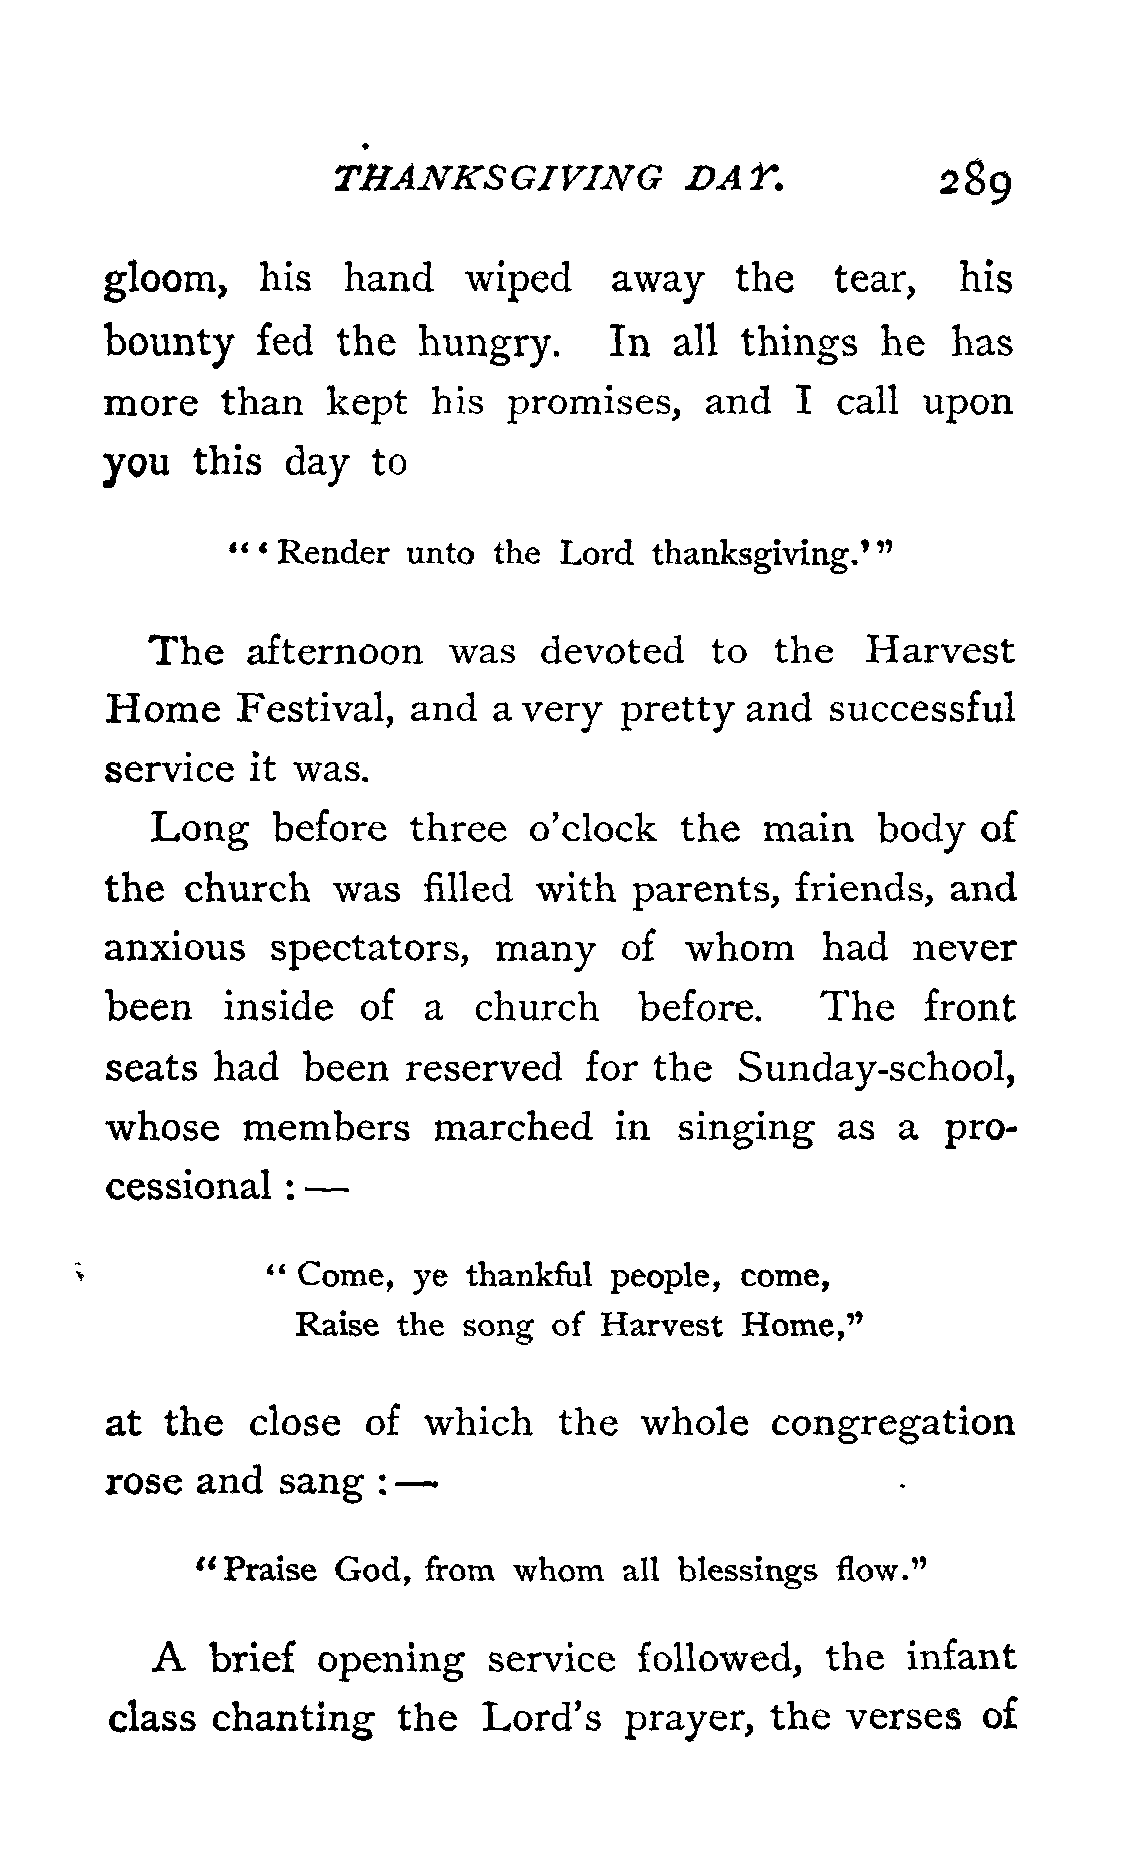 THANKSGIVING DAY. 289
gloom, his hand wiped away the tear, his
bounty fed the hungry. In all things he has
more than kept his promises, and I call upon
you this day to
"'Render unto the Lord thanksgiving.'"
The afternoon was devoted to the Harvest
Home Festival, and a very pretty and successful
service it was.
Long before three o'clock the main body of
the church was filled with parents, friends, and
anxious spectators, many of whom had never
been inside of a church before. The front
seats had been reserved for the Sunday-school,
whose members marched in singing as a pro-
cessional : —
"Come, ye thankful people, come,
Raise the song of Harvest Home,"
at the close of which the whole congregation
rose and sang : —
"Praise God, from whom all blessings flow."
A brief opening service followed, the infant
class chanting the Lord's prayer, the verses of